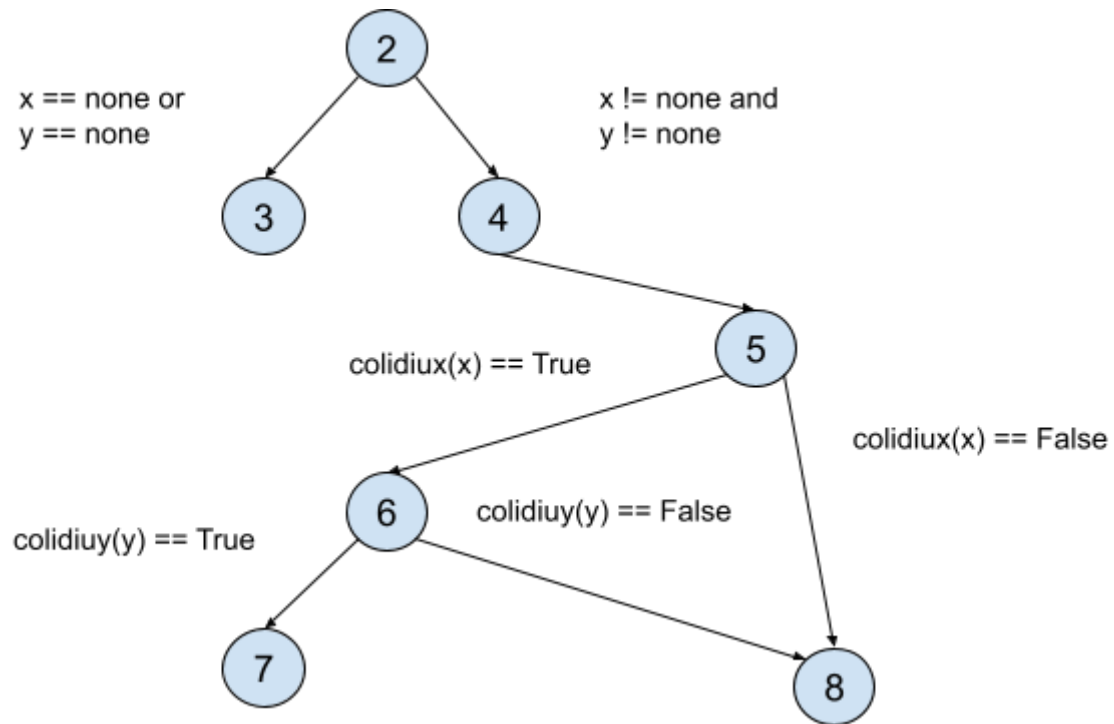 2
x == none or
y == none
x != none and
y != none
3
4
5
colidiux(x) == True
colidiux(x) == False
6
colidiuy(y) == False
colidiuy(y) == True
7
8